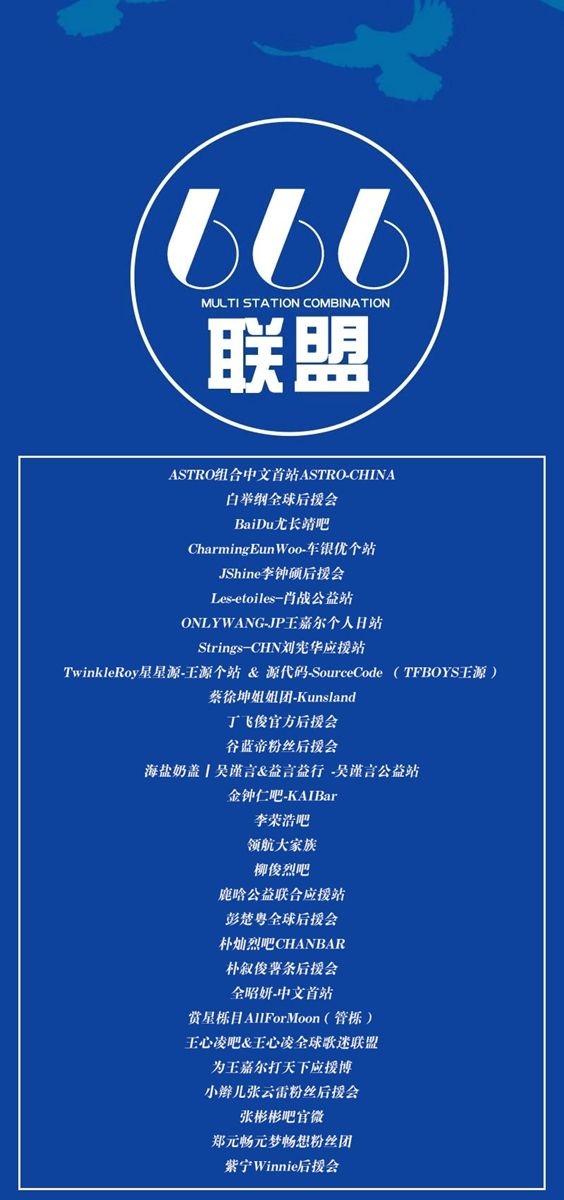 666
MULTI STATION COMBINATION
联盟
ASTRO组合中文首站ASTRO-CHINA
白举纲全球后援会
BaiDu尤长靖吧
CharmingEunWoo-车银优个站
JShine李钟硕后援会
Les-etoiles-肖战公益站
ONLYWANG-JP王嘉尔个人日站
Strings-CHN刘宪华应援站
TwinkleRoy星星源-王源个站 & 源代码-SourceCode （TFBOYS王源）
蔡徐坤姐姐团-Kunsland
丁飞俊官方后援会
谷蓝帝粉丝后援会
海盐奶盖丨吴谨言&益言益行 -吴谨言公益站
金钟仁吧-KAIBar
李荣浩吧
领航大家族
柳俊烈吧
鹿晗公益联合应援站
彭楚粤全球后援会
朴灿烈吧CHANBAR
朴叙俊薯条后援会
全昭妍-中文首站
赏星栎目AllForMoon（管栎）
王心凌吧&王心凌全球歌迷联盟
为王嘉尔打天下应援博
小辫儿张云雷粉丝后援会
张彬彬吧官微
郑元畅元梦畅想粉丝团
紫宁Winnie后援会